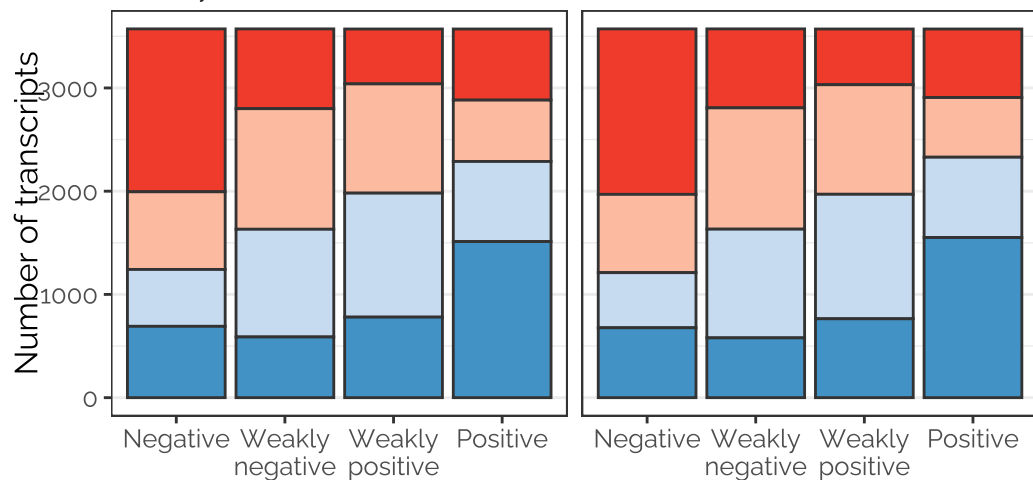 Number of transcripts
3000
2000
1000
0
Negative Weakly negative Weakly positive Positive
Negative Weakly negative Weakly positive Positive